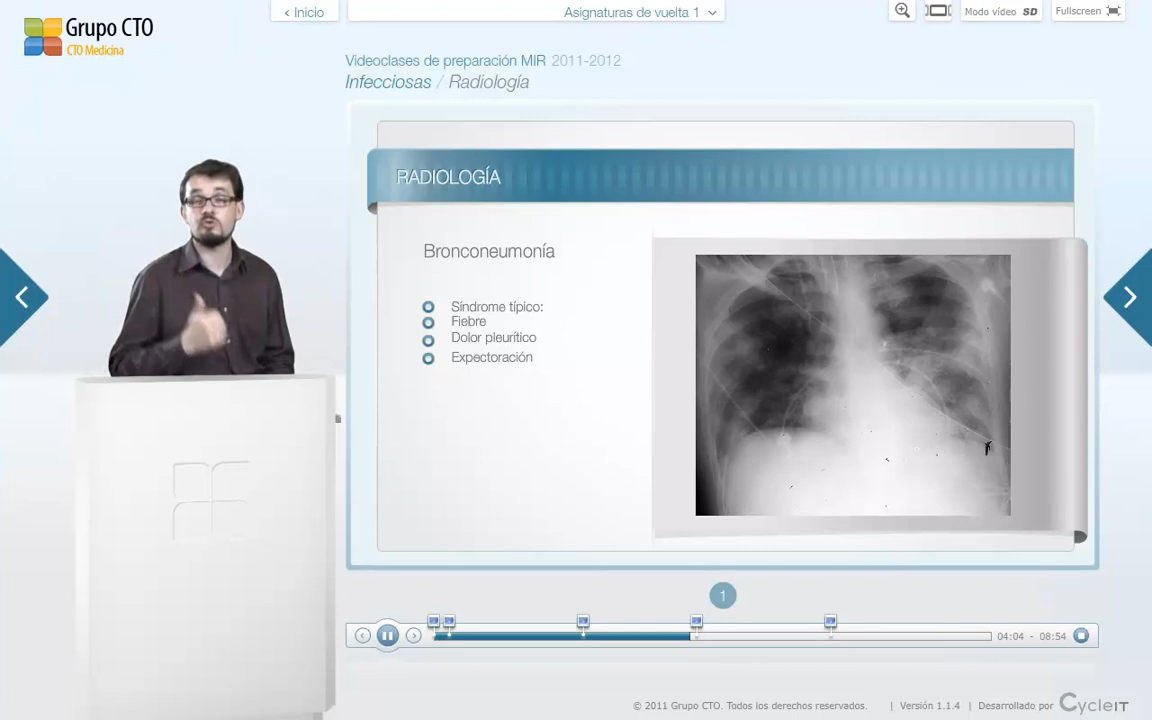 Grupo CTO
CTO Medicina
‹ Inicio
Asignaturas de vuelta 1
Modo vídeo SD
Fullscreen
Videoclases de preparación MIR 2011-2012
Infecciosas / Radiología
RADIOLOGÍA
Bronconeumonía
Síndrome típico:
Fiebre
Dolor pleurítico
Expectoración
1
04:04 - 08:54
© 2011 Grupo CTO. Todos los derechos reservados. | Versión 1.1.4 | Desarrollado por CycleIT